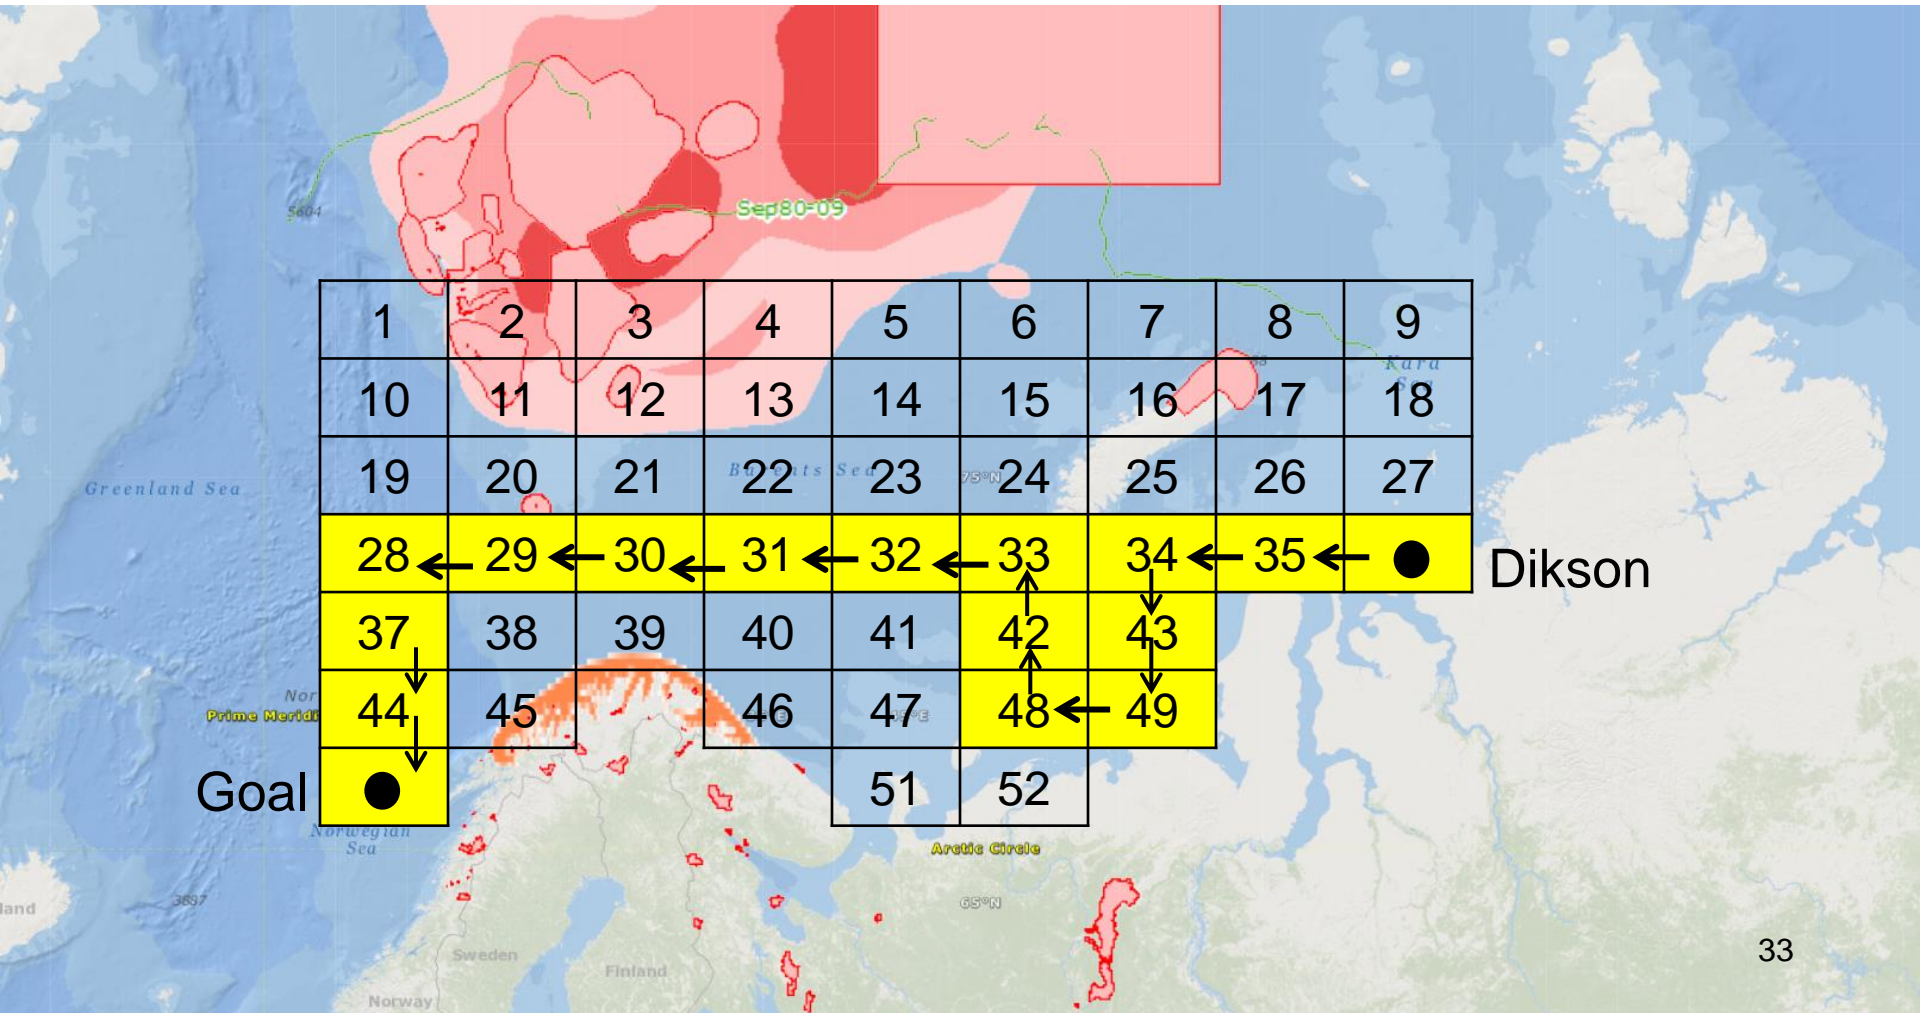 5604
Sep80-09
1 2 3 4 5 6 7 8 9
Kara
Sea
10 11 12 13 14 15 16 17 18
Greenland Sea
19 20 21 22 23 24 25 26 27
Barents Sea
75°N
28 29 30 31 32 33 34 35
Dikson
37 38 39 40 41 42 43
44 45 46 47 48 49
Goal
51 52
Norwegian
Sea
Arctic Circle
3887
65°N
Sweden
Finland
Norway
33